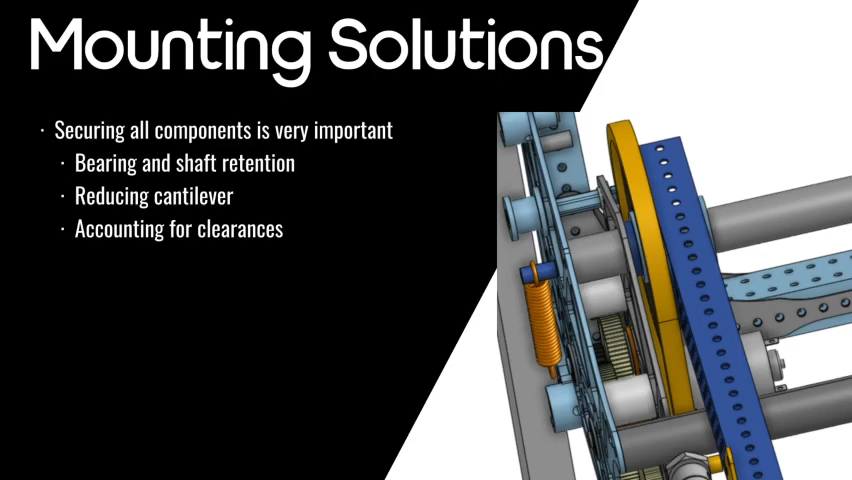 Mounting Solutions
· Securing all components is very important
· Bearing and shaft retention
· Reducing cantilever
· Accounting for clearances